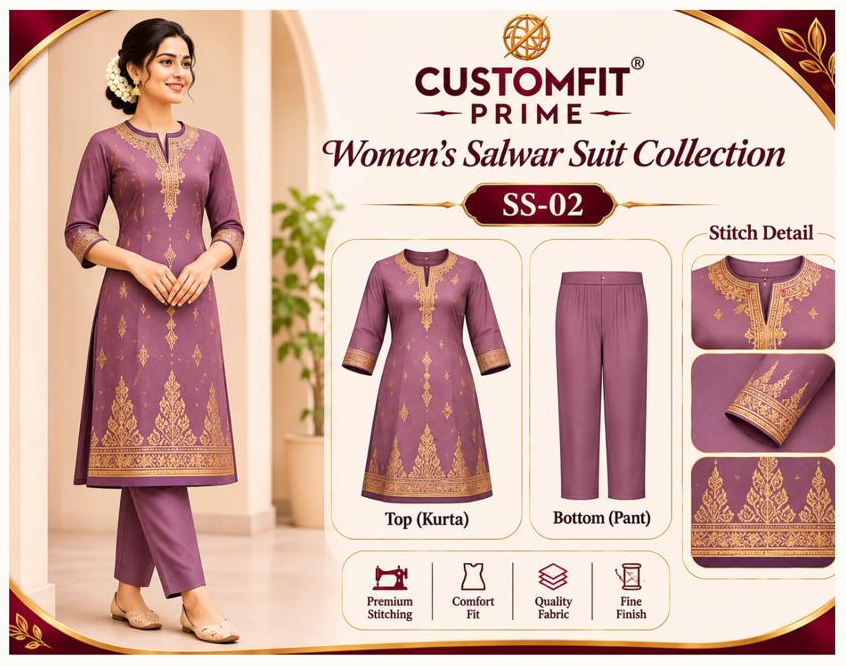 CUSTOMFIT®
PRIME
Women's Salwar Suit Collection
SS-02
Stitch Detail
Top (Kurta)
Bottom (Pant)
Premium
Stitching
Comfort
Fit
Quality
Fabric
Fine
Finish